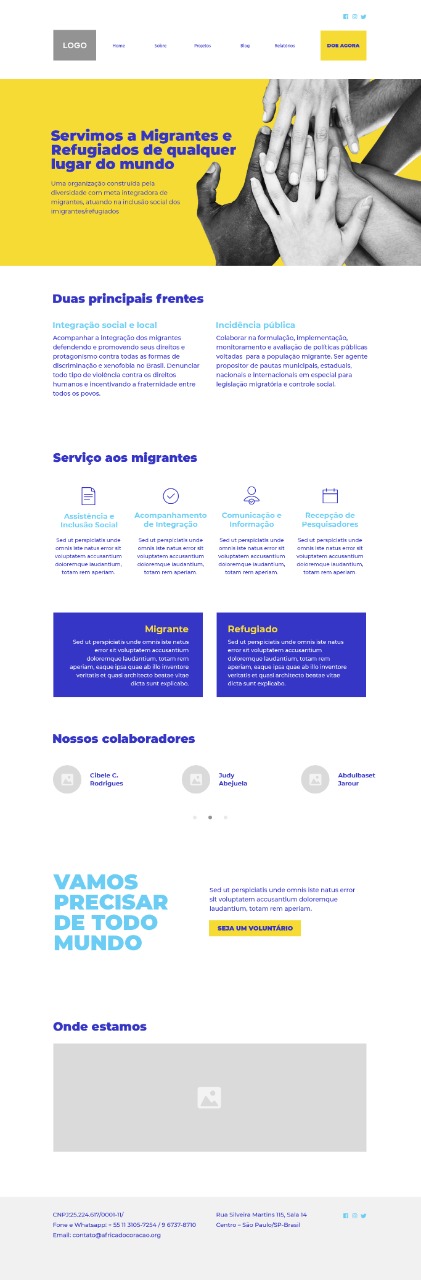 LOGO
Home Sobre Projetos Blog Relatórios DOE AGORA
Servimos a Migrantes e
Refugiados de qualquer
lugar do mundo
Uma organização construída pela
diversidade com meta integradora de
migrantes, atuando na inclusão social dos
imigrantes/refugiados.
Duas principais frentes
Integração social e local
Acompanhar a integração dos migrantes
defendendo e promovendo seus direitos e
protagonismo contra todas as formas de
discriminação e xenofobia no Brasil. Denunciar
todo tipo de violência contra os direitos
humanos e incentivando a fraternidade entre
todos os povos.
Incidência pública
Colaborar na formulação, implementação,
monitoramento e avaliação de políticas públicas
voltadas para a população migrante. Ser agente
propositor de pautas municipais, estaduais,
nacionais e internacionais em especial para
legislação migratória e controle social.
Serviço aos migrantes
Assistência e
Inclusão Social
Sed ut perspiciatis unde
omnis iste natus error sit
voluptatem accusantium
doloremque laudantium,
totam rem aperiam.
Acompanhamento
de Integração
Sed ut perspiciatis unde
omnis iste natus error sit
voluptatem accusantium
doloremque laudantium,
totam rem aperiam.
Comunicação e
Informação
Sed ut perspiciatis unde
omnis iste natus error sit
voluptatem accusantium
doloremque laudantium,
totam rem aperiam.
Recepção de
Pesquisadores
Sed ut perspiciatis unde
omnis iste natus error sit
voluptatem accusantium
doloremque laudantium,
totam rem aperiam.
Migrante
Sed ut perspiciatis unde omnis iste natus
error sit voluptatem accusantium
doloremque laudantium, totam rem
aperiam, eaque ipsa quae ab illo inventore
veritatis et quasi architecto beatae vitae
dicta sunt explicabo.
Refugiado
Sed ut perspiciatis unde omnis iste natus
error sit voluptatem accusantium
doloremque laudantium, totam rem
aperiam, eaque ipsa quae ab illo inventore
veritatis et quasi architecto beatae vitae
dicta sunt explicabo.
Nossos colaboradores
Cibele C.
Rodrigues
Judy
Abejuela
Abdulbaset
Jarour
VAMOS
PRECISAR
DE TODO
MUNDO
Sed ut perspiciatis unde omnis iste natus error
sit voluptatem accusantium doloremque
laudantium, totam rem aperiam.
SEJA UM VOLUNTÁRIO
Onde estamos
CNPJ:25.224.617/0001-11/
Fone e Whatsapp: + 55 11 3105-7254 / 9 6737-8710
Email: contato@africadocoracao.org
Rua Silveira Martins 115, Sala 14
Centro – São Paulo/SP-Brasil